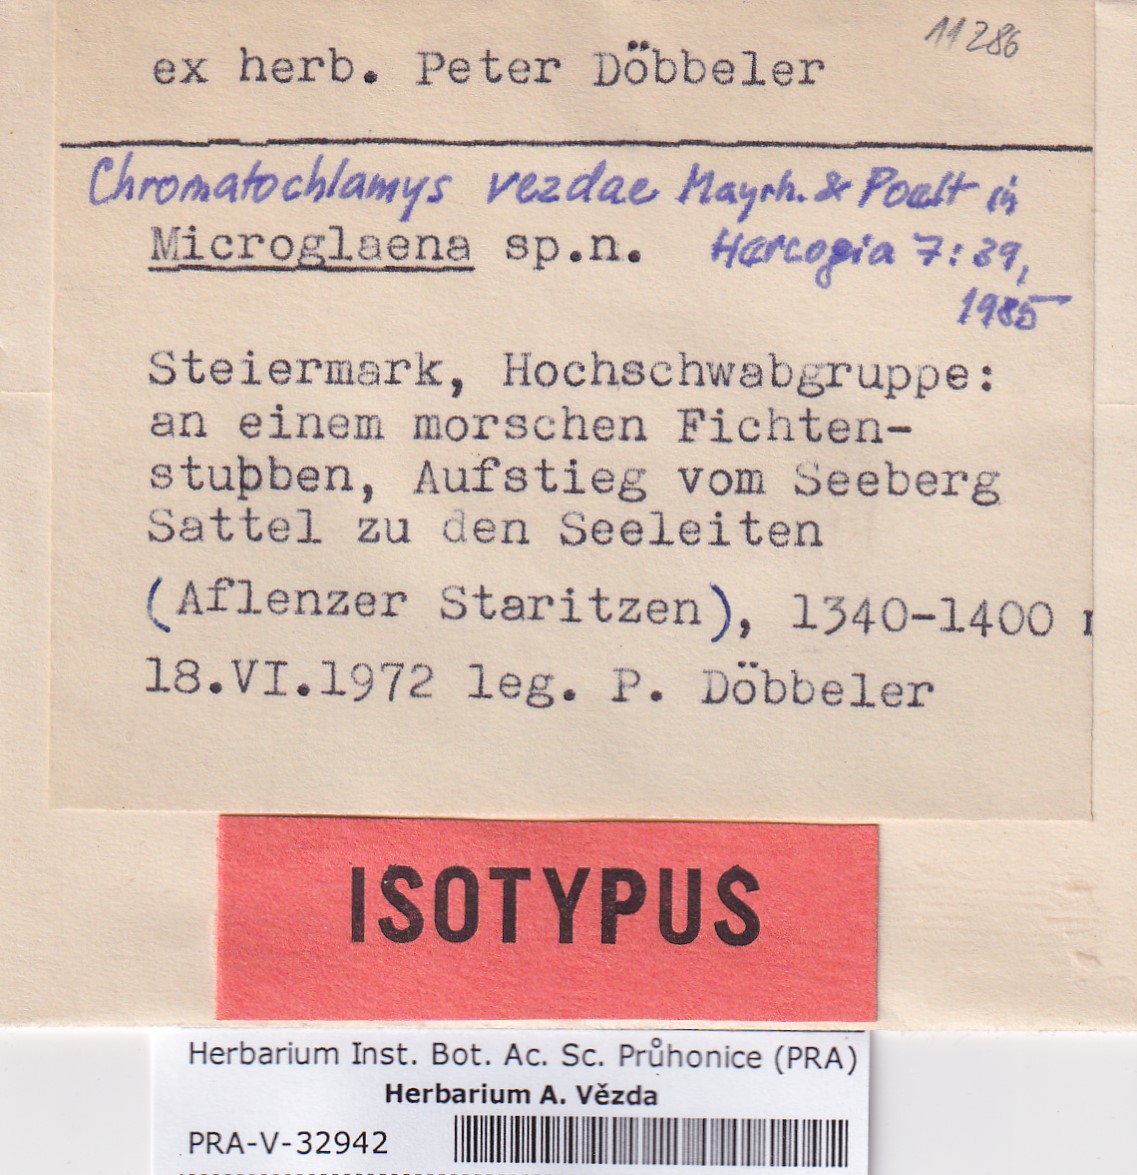 11286
ex herb. Peter Döbbeler
Chromatochlamys vezdae Mayrh. & Poelt in
Microglaena sp.n. Hercogia 7:39,
1985
Steiermark, Hochschwabgruppe:
an einem morschen Fichten-
stubben, Aufstieg vom Seeberg
Sattel zu den Seeleiten
(Aflenzer Staritzen), 1340-1400
18.VI.1972 leg. P. Döbbeler
ISOTYPUS
Herbarium Inst. Bot. Ac. Sc. Průhonice (PRA)
Herbarium A. Vězda
PRA-V-32942